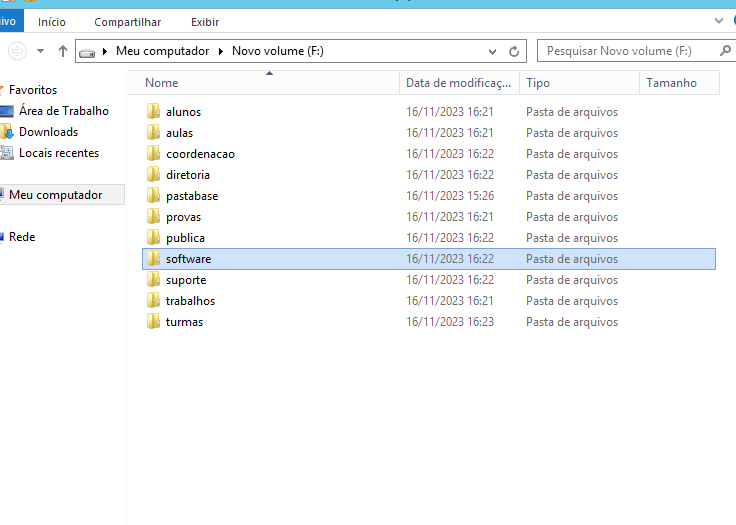 ivo Início Compartilhar Exibir
Meu computador Novo volume (F:) Pesquisar Novo volume (F:)
Nome Data de modificaç... Tipo Tamanho
Favoritos
Área de Trabalho
Downloads
Locais recentes
Meu computador
Rede
alunos 16/11/2023 16:21 Pasta de arquivos
aulas 16/11/2023 16:21 Pasta de arquivos
coordenacao 16/11/2023 16:22 Pasta de arquivos
diretoria 16/11/2023 16:22 Pasta de arquivos
pastabase 16/11/2023 15:26 Pasta de arquivos
provas 16/11/2023 16:21 Pasta de arquivos
publica 16/11/2023 16:22 Pasta de arquivos
software 16/11/2023 16:22 Pasta de arquivos
suporte 16/11/2023 16:22 Pasta de arquivos
trabalhos 16/11/2023 16:21 Pasta de arquivos
turmas 16/11/2023 16:23 Pasta de arquivos